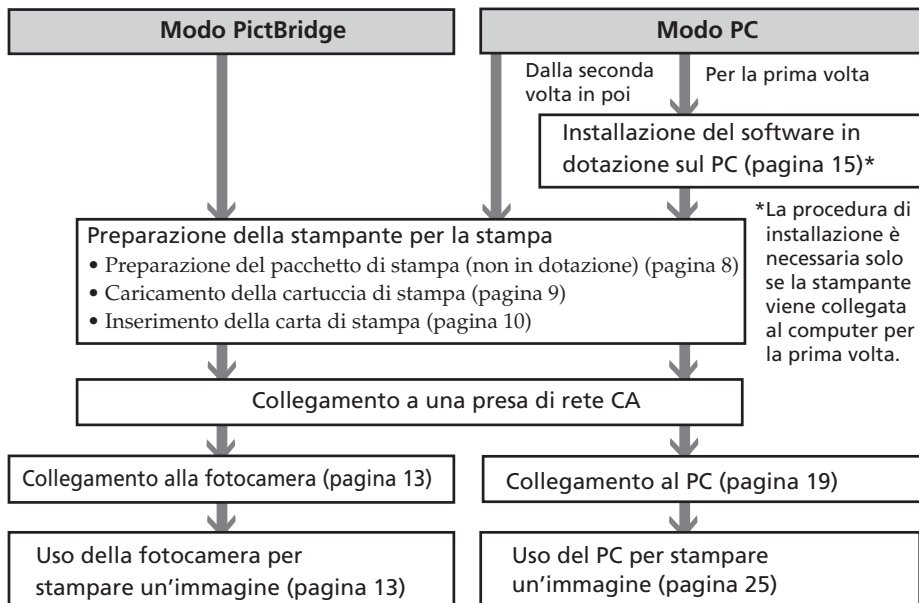 Modo PictBridge
Modo PC
Dalla seconda
volta in poi
Per la prima volta
Installazione del software in
dotazione sul PC (pagina 15)*
*La procedura di
installazione è
necessaria solo
se la stampante
viene collegata
al computer per
la prima volta.
Preparazione della stampante per la stampa
• Preparazione del pacchetto di stampa (non in dotazione) (pagina 8)
• Caricamento della cartuccia di stampa (pagina 9)
• Inserimento della carta di stampa (pagina 10)
Collegamento a una presa di rete CA
Collegamento alla fotocamera (pagina 13)
Collegamento al PC (pagina 19)
Uso della fotocamera per
stampare un'immagine (pagina 13)
Uso del PC per stampare
un'immagine (pagina 25)